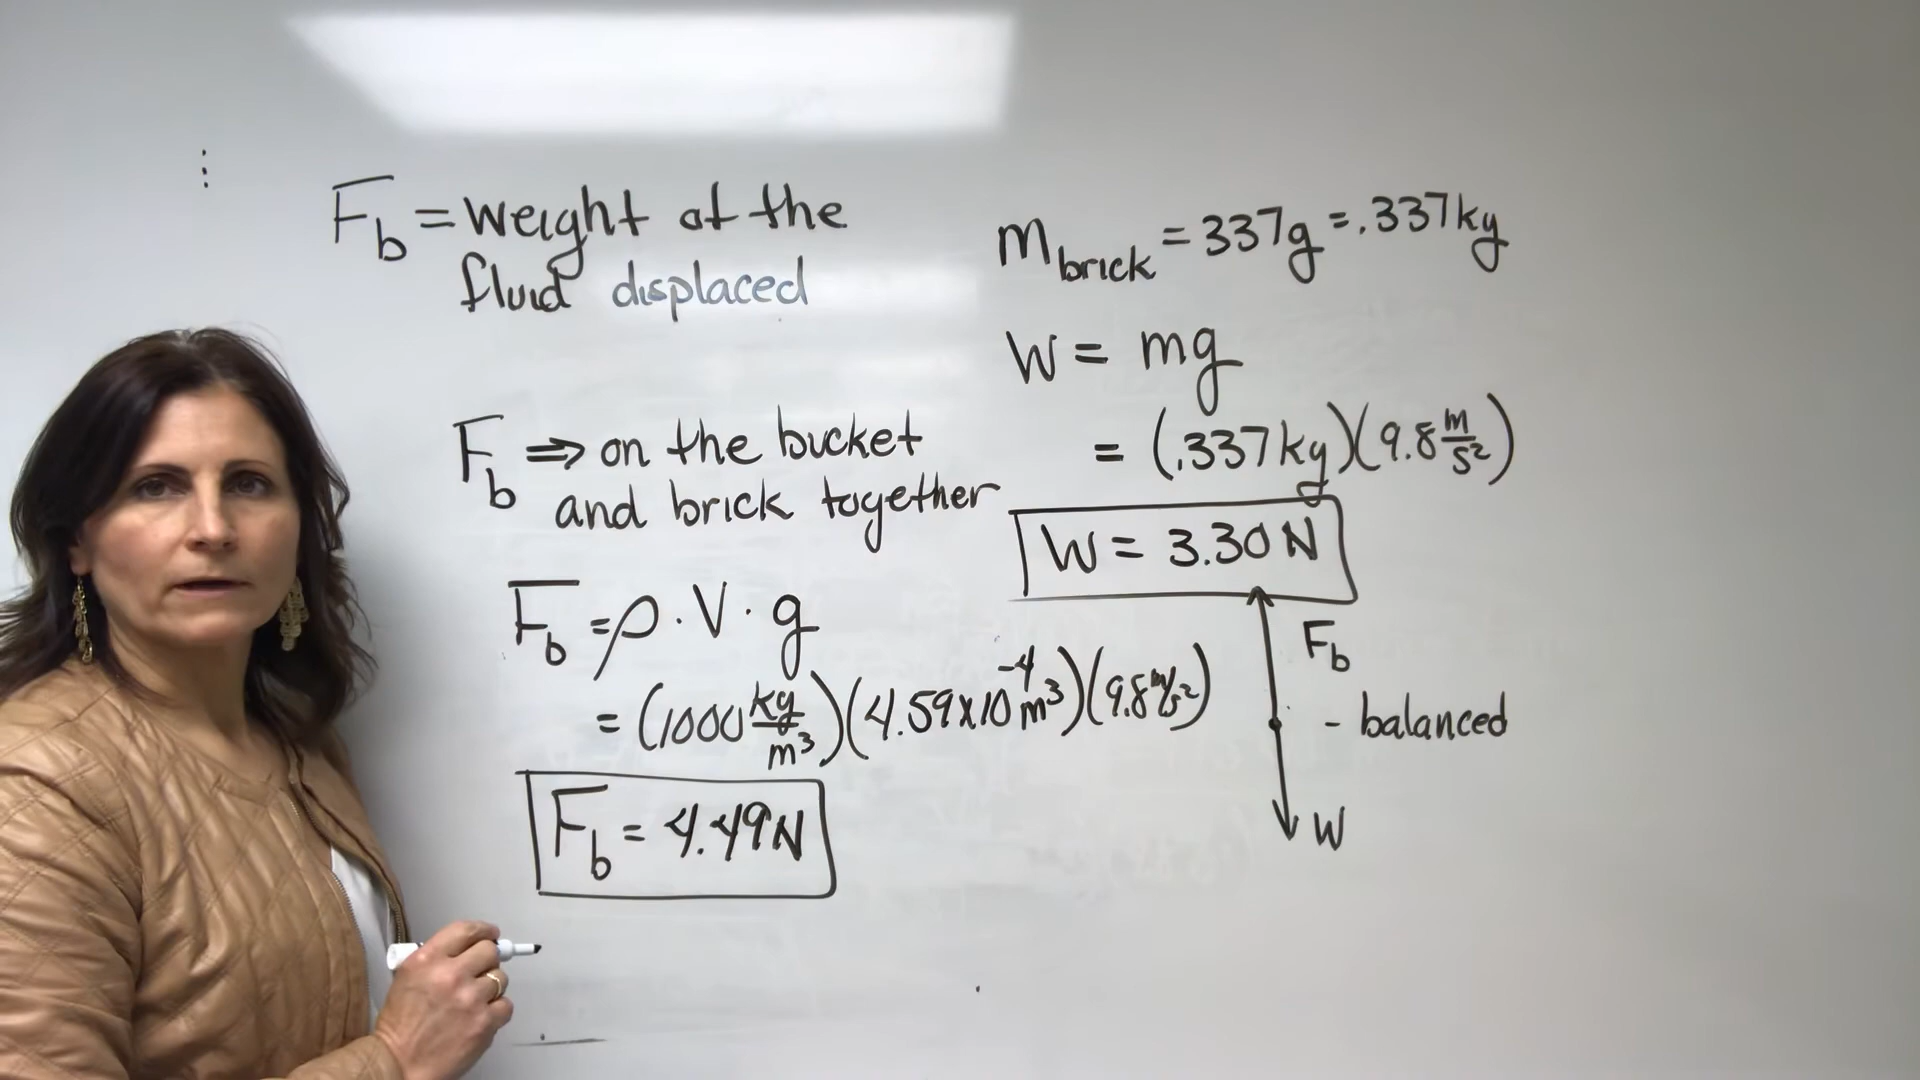 F_b = weight of the
fluid displaced
F_b ⇒ on the bucket
and brick together
F_b = ρ · V · g
= (1000 kg/m³)(4.59x10⁻⁴ m³)(9.8 m/s²)
F_b = 4.49N
m_brick = 337g = .337kg
W = mg
= (.337kg)(9.8 m/s²)
W = 3.30 N
F_b
- balanced
W